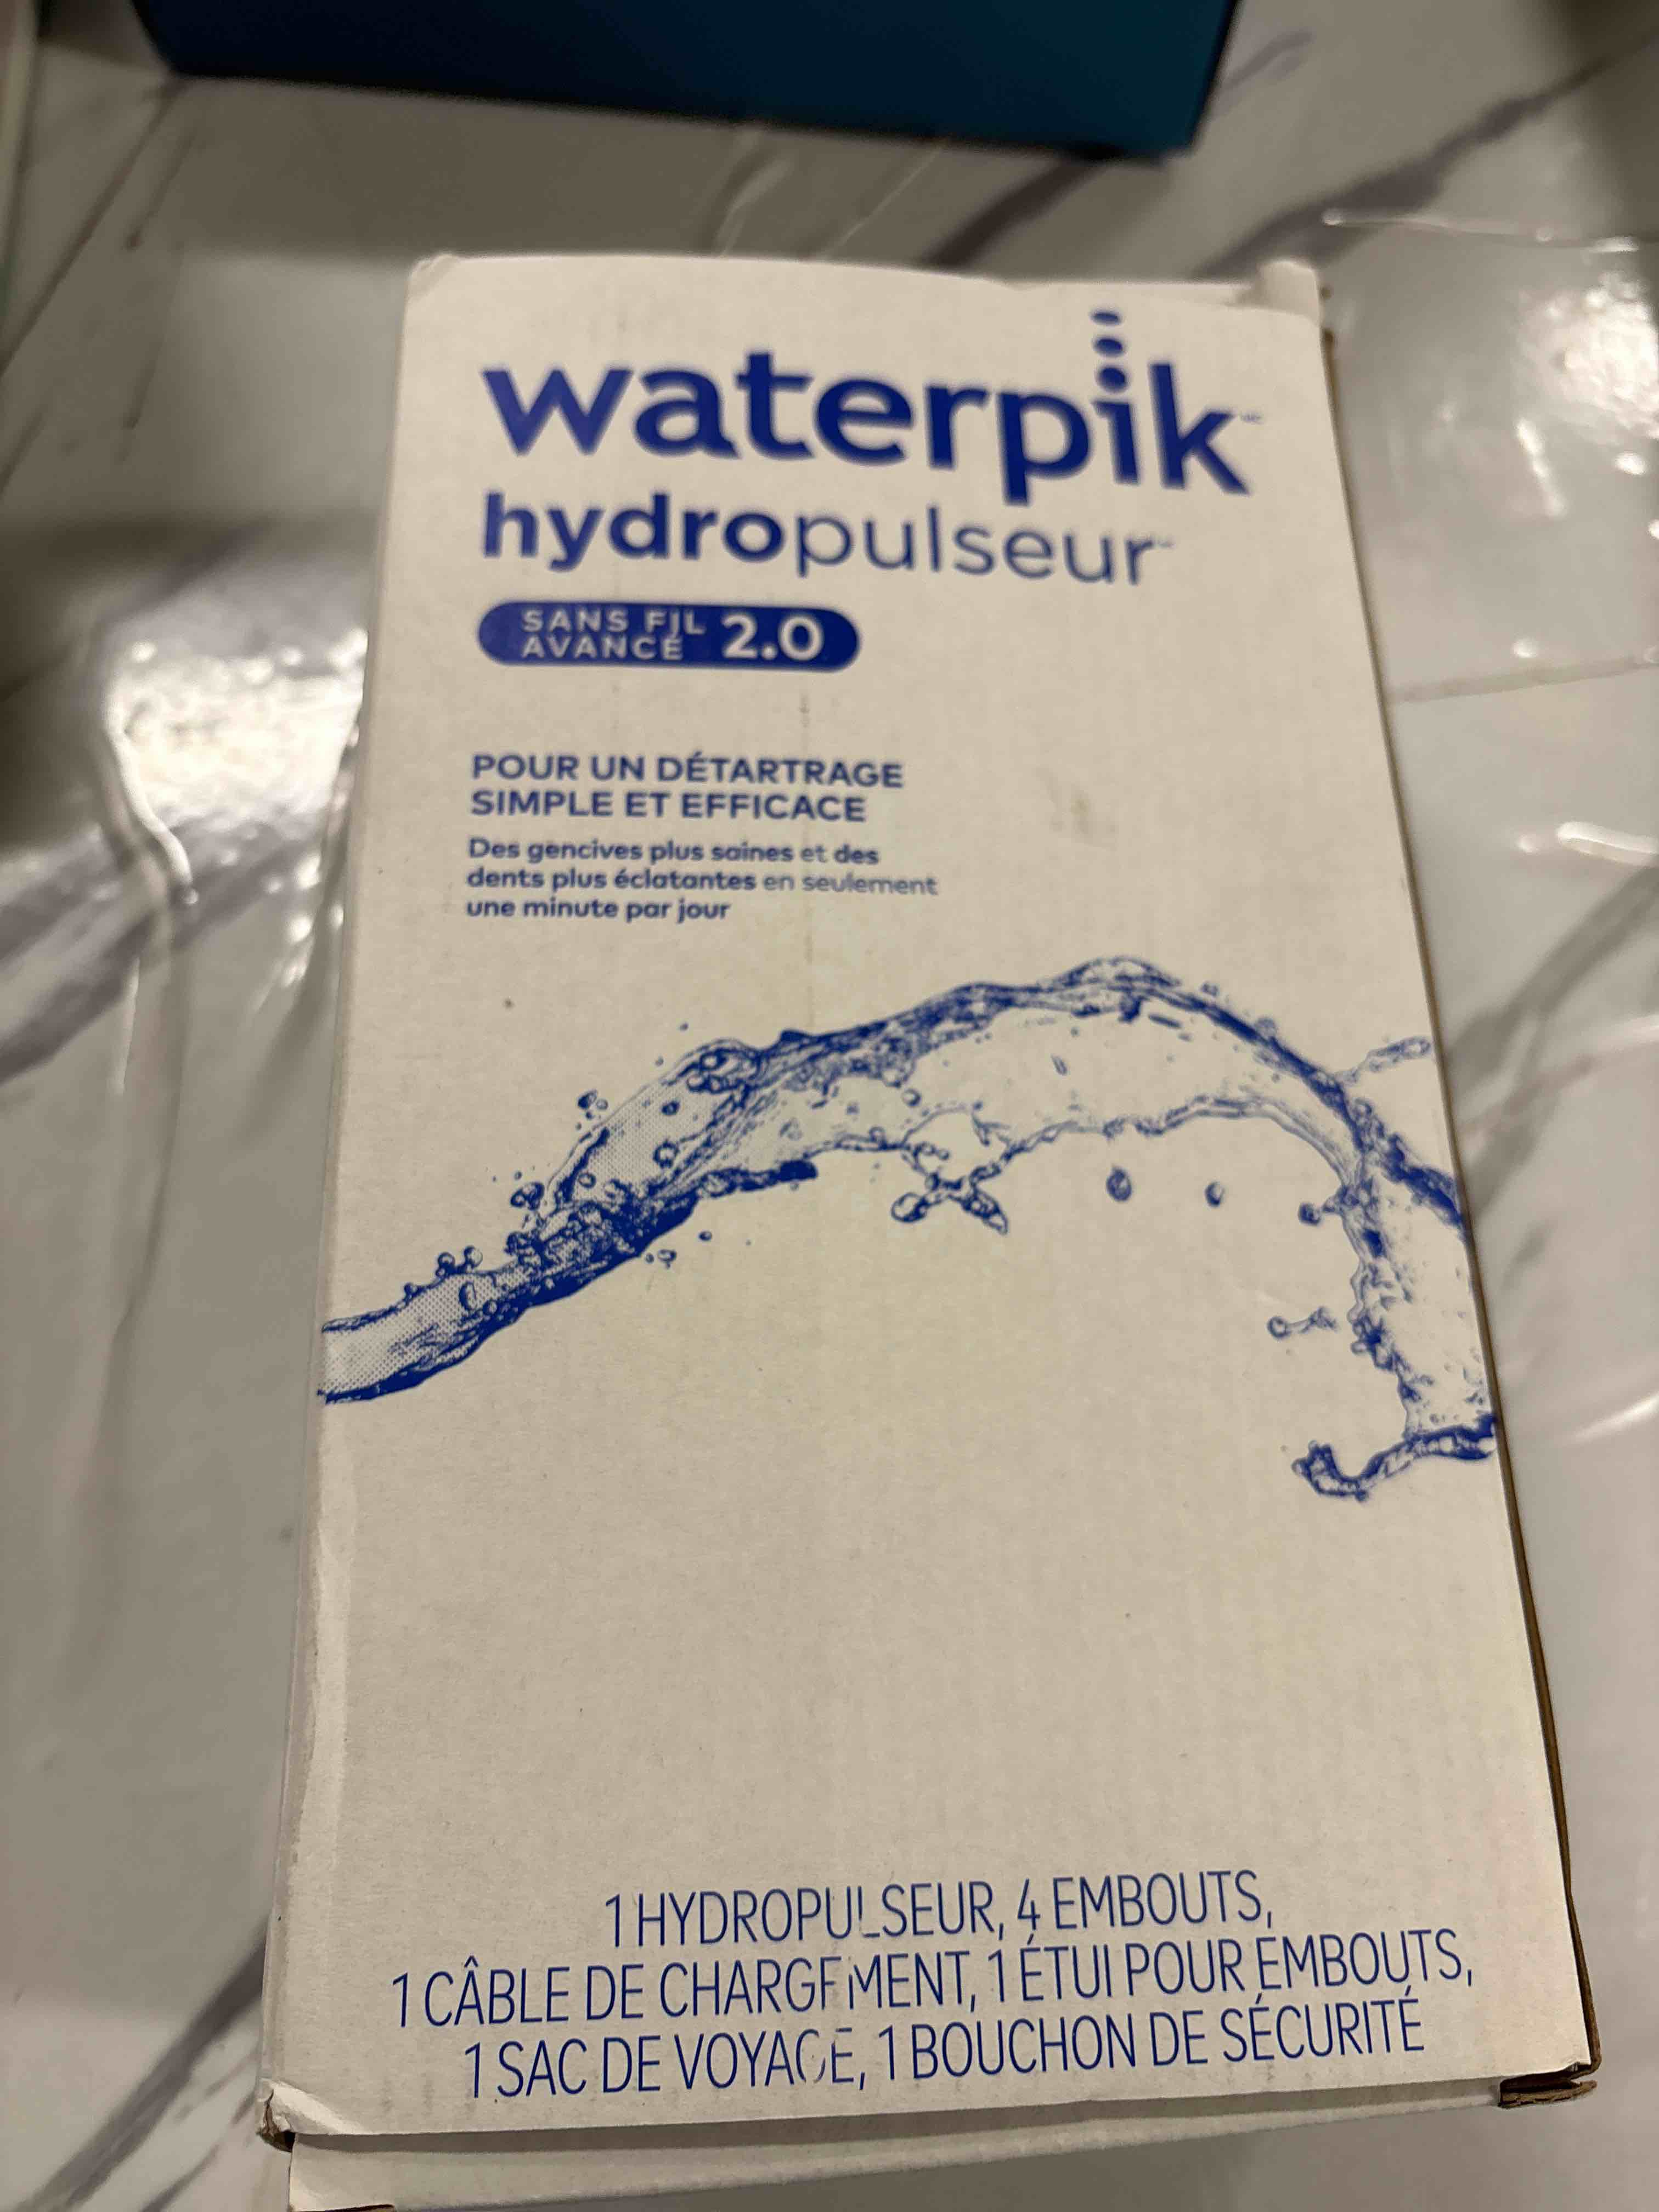 waterpik
hydropulseur
SANS FIL
AVANCÉ 2.0
POUR UN DÉTARTRAGE
SIMPLE ET EFFICACE
Des gencives plus saines et des
dents plus éclatantes en seulement
une minute par jour
1 HYDROPULSEUR, 4 EMBOUTS,
1 CÂBLE DE CHARGEMENT, 1 ÉTUI POUR EMBOUTS,
1 SAC DE VOYAGE, 1 BOUCHON DE SÉCURITÉ